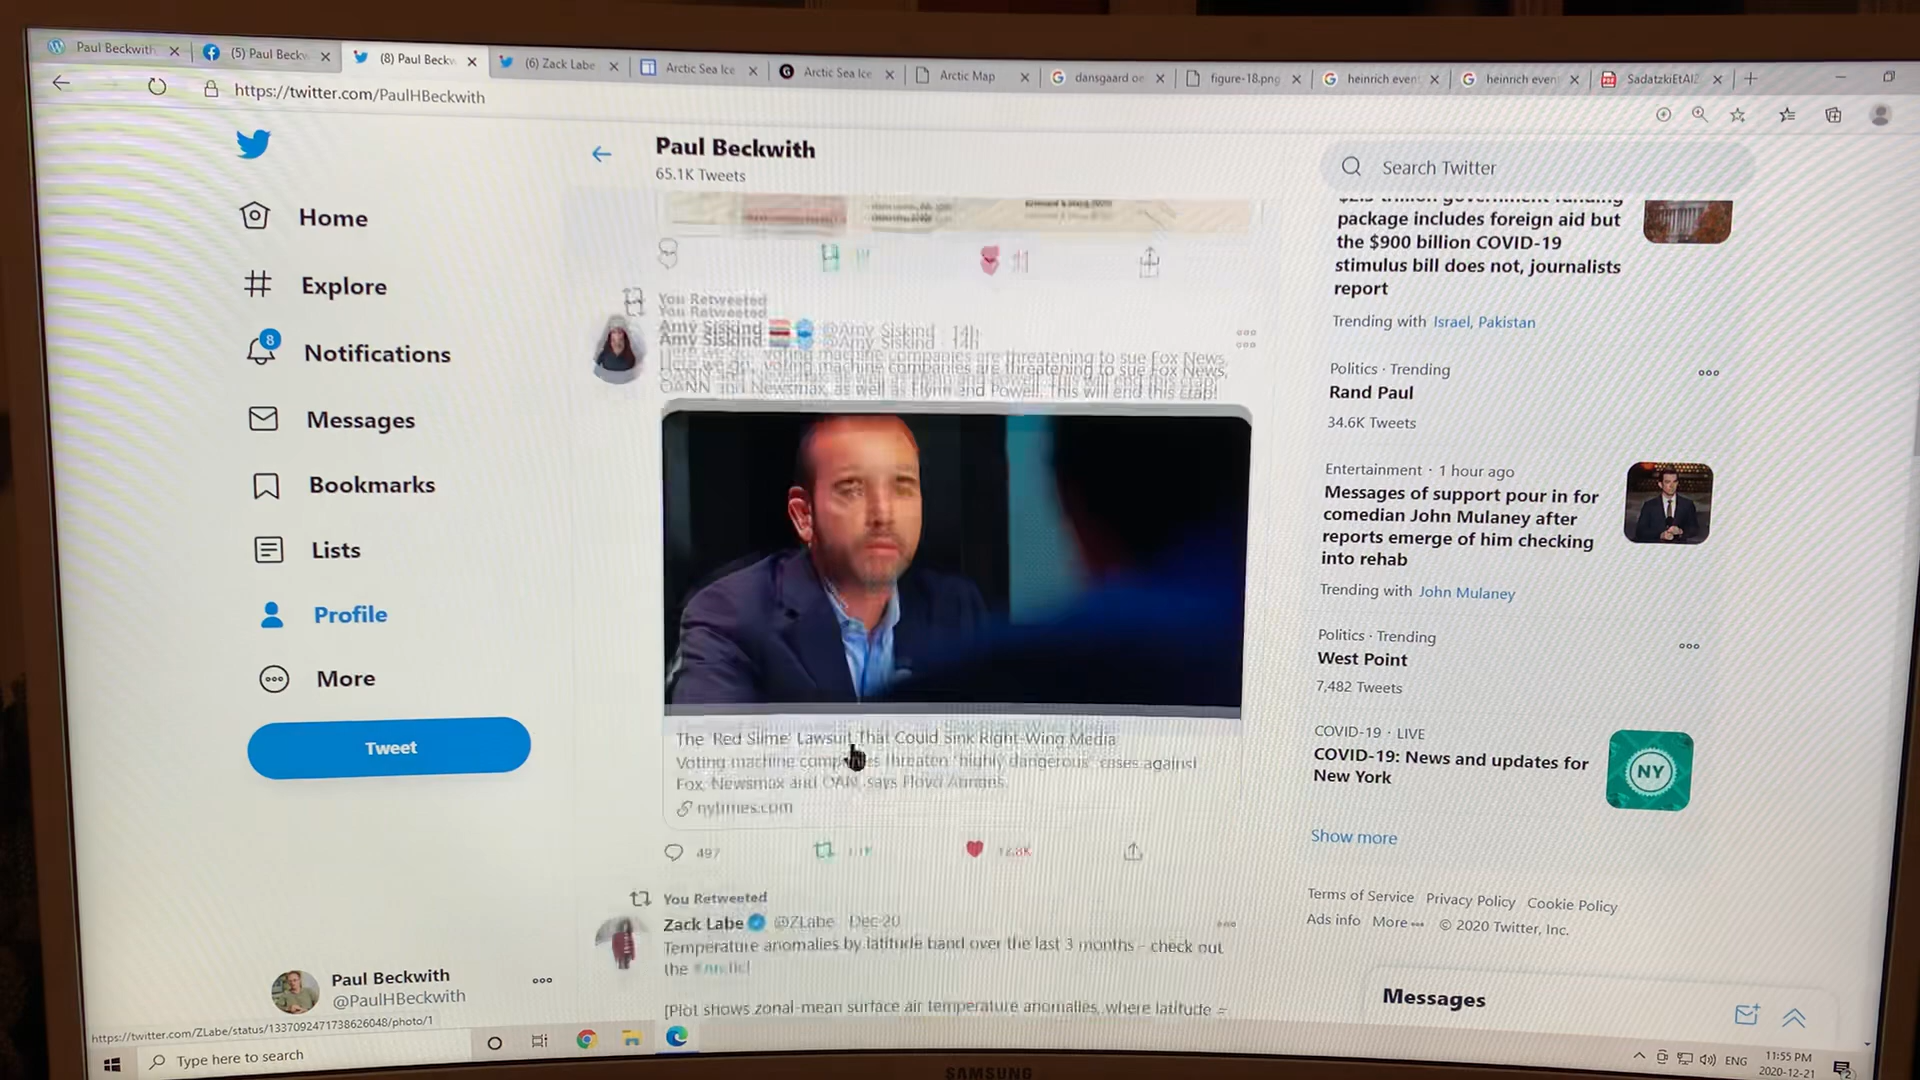 Paul Beckwith
(5) Paul Beckw
(8) Paul Beckw
(6) Zack Labe
Arctic Sea Ice
Arctic Sea Ice
Arctic Map
dansgaard oe
figure-18.png
heinrich event
heinrich event
SadatzkiEtAl2
https://twitter.com/PaulHBeckwith
Home
Explore
8
Notifications
Messages
Bookmarks
Lists
Profile
More
Tweet
Paul Beckwith
@PaulHBeckwith
Paul Beckwith
65.1K Tweets
You Retweeted
Amy Siskind @Amy_Siskind · 14h
Here we go, voting machine companies are threatening to sue Fox News,
OANN and Newsmax as well as Flynn and Powell. This will end this crap!
The 'Red Slime' Lawsuit That Could Sink Right-Wing Media
Voting machine companies threaten "highly dangerous" cases against
Fox, Newsmax and OAN, says Floyd Abrams.
nytimes.com
497
You Retweeted
Zack Labe @ZLabe · Dec 20
Temperature anomalies by latitude band over the last 3 months - check out
the #Arctic!
[Plot shows zonal-mean surface air temperature anomalies, where latitude =
Search Twitter
package includes foreign aid but
the $900 billion COVID-19
stimulus bill does not, journalists
report
Trending with Israel, Pakistan
Politics · Trending
Rand Paul
34.6K Tweets
Entertainment · 1 hour ago
Messages of support pour in for
comedian John Mulaney after
reports emerge of him checking
into rehab
Trending with John Mulaney
Politics · Trending
West Point
7,482 Tweets
COVID-19 · LIVE
COVID-19: News and updates for
New York
NY
Show more
Terms of Service Privacy Policy Cookie Policy
Ads info More ··· © 2020 Twitter, Inc.
Messages
https://twitter.com/ZLabe/status/1337092471738626048/photo/1
Type here to search
ENG
11:55 PM
2020-12-21
2
SAMSUNG